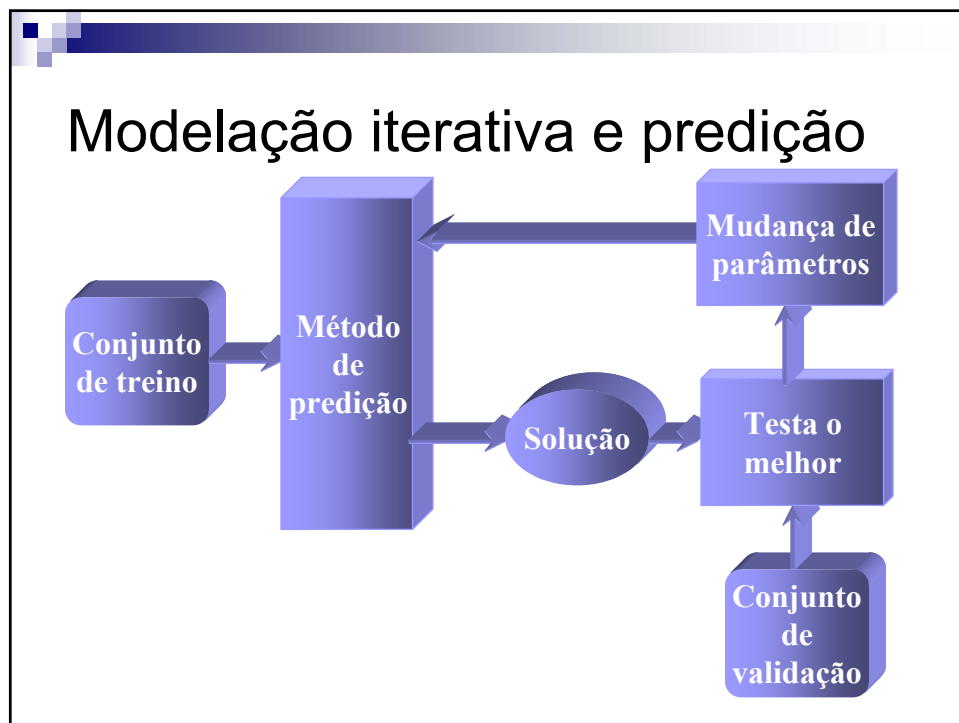 Modelação iterativa e predição
Mudança de
parâmetros
Conjunto
de treino
Método
de
predição
Solução
Testa o
melhor
Conjunto
de
validação